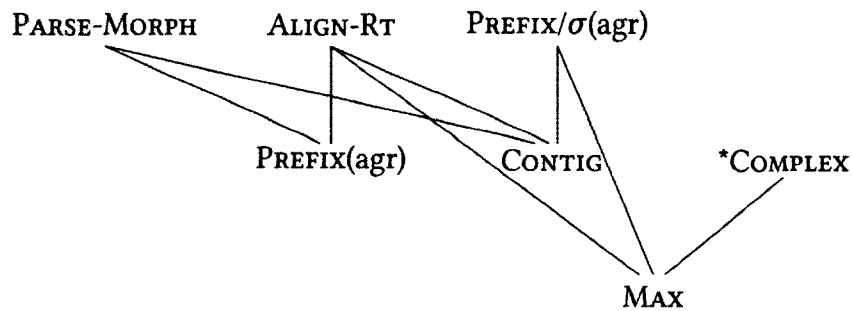 PARSE-MORPH ALIGN-RT PREFIX/σ(agr)
PREFIX(agr) CONTIG *COMPLEX
MAX